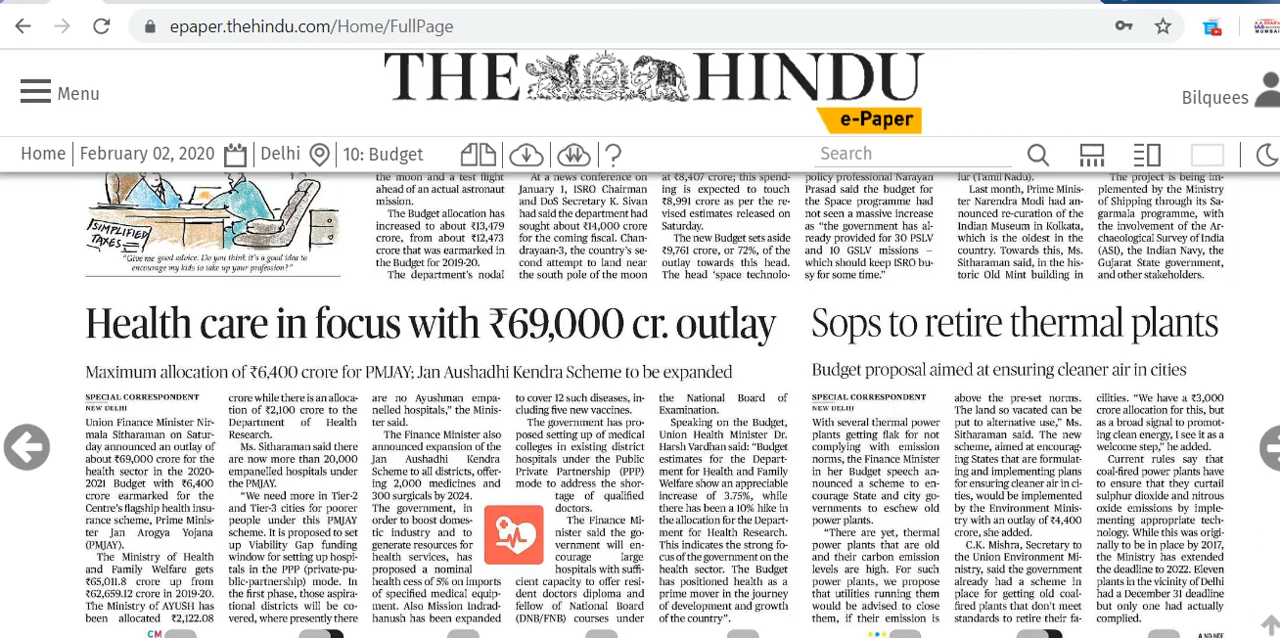 epaper.thehindu.com/Home/FullPage
Menu
THE HINDU
e-Paper
Bilquees
Home
February 02, 2020
Delhi
10: Budget
?
Search
SIMPLIFIED
TAXES=
"Give me good advice. Do you think it's a good idea to
encourage my kids to take up your profession?"
the moon and a test flight
ahead of an actual astronaut
mission.
The Budget allocation has
increased to about ₹13,479
crore, from about ₹12,473
crore that was earmarked in
the Budget for 2019-20.
The department's nodal
At a news conference on
January 1, ISRO Chairman
and DoS Secretary K. Sivan
had said the department had
sought about ₹14,000 crore
for the coming fiscal. Chan-
drayaan-3, the country's se-
cond attempt to land near
the south pole of the moon
at ₹8,407 crore; this spend-
ing is expected to touch
₹8,991 crore as per the re-
vised estimates released on
Saturday.
The new Budget sets aside
₹9,761 crore, or 72%, of the
outlay towards this head.
The head 'space technolo-
policy professional Narayan
Prasad said the budget for
the Space programme had
not seen a massive increase
as "the government has al-
ready provided for 30 PSLV
and 10 GSLV missions –
which should keep ISRO bu-
sy for some time."
lur (Tamil Nadu).
Last month, Prime Minis-
ter Narendra Modi had an-
nounced re-curation of the
Indian Museum in Kolkata,
which is the oldest in the
country. Towards this, Ms.
Sitharaman said, in the his-
toric Old Mint building in
The project is being im-
plemented by the Ministry
of Shipping through its Sa-
garmala programme, with
the involvement of the Ar-
chaeological Survey of India
(ASI), the Indian Navy, the
Gujarat State government,
and other stakeholders.
Health care in focus with ₹69,000 cr. outlay
Maximum allocation of ₹6,400 crore for PMJAY; Jan Aushadhi Kendra Scheme to be expanded
SPECIAL CORRESPONDENT
NEW DELHI
Union Finance Minister Nir-
mala Sitharaman on Satur-
day announced an outlay of
about ₹69,000 crore for the
health sector in the 2020-
2021 Budget with ₹6,400
crore earmarked for the
Centre's flagship health insu-
rance scheme, Prime Minis-
ter Jan Arogya Yojana
(PMJAY).
The Ministry of Health
and Family Welfare gets
₹65,011.8 crore up from
₹62,659.12 crore in 2019-20.
The Ministry of AYUSH has
been allocated ₹2,122.08
crore while there is an alloca-
tion of ₹2,100 crore to the
Department of Health
Research.
Ms. Sitharaman said there
are now more than 20,000
empanelled hospitals under
the PMJAY.
"We need more in Tier-2
and Tier-3 cities for poorer
people under this PMJAY
scheme. It is proposed to set
up Viability Gap funding
window for setting up hospi-
tals in the PPP (private-pu-
blic-partnership) mode. In
the first phase, those aspira-
tional districts will be co-
vered, where presently there
are no Ayushman empa-
nelled hospitals," the Minis-
ter said.
The Finance Minister also
announced expansion of the
Jan Aushadhi Kendra
Scheme to all districts, offer-
ing 2,000 medicines and
300 surgicals by 2024.
The government, in
order to boost domes-
tic industry and to
generate resources for
health services, has
proposed a nominal
health cess of 5% on imports
of specified medical equip-
ment. Also Mission Indrad-
hanush has been expanded
to cover 12 such diseases, in-
cluding five new vaccines.
The government has pro-
posed setting up of medical
colleges in existing district
hospitals under the Public
Private Partnership (PPP)
mode to address the shor-
tage of qualified
doctors.
The Finance Mi-
nister said the go-
vernment will en-
courage large
hospitals with suffi-
cient capacity to offer resi-
dent doctors diploma and
fellow of National Board
(DNB/FNB) courses under
the National Board of
Examination.
Speaking on the Budget,
Union Health Minister Dr.
Harsh Vardhan said: "Budget
estimates for the Depart-
ment for Health and Family
Welfare show an appreciable
increase of 3.75%, while
there has been a 10% hike in
the allocation for the Depart-
ment for Health Research.
This indicates the strong fo-
cus of the government on the
health sector. The Budget
has positioned health as a
prime mover in the journey
of development and growth
of the country".
Sops to retire thermal plants
Budget proposal aimed at ensuring cleaner air in cities
SPECIAL CORRESPONDENT
NEW DELHI
With several thermal power
plants getting flak for not
complying with emission
norms, the Finance Minister
in her Budget speech an-
nounced a scheme to en-
courage State and city go-
vernments to eschew old
power plants.
"There are yet, thermal
power plants that are old
and their carbon emission
levels are high. For such
power plants, we propose
that utilities running them
would be advised to close
them, if their emission is
above the pre-set norms.
The land so vacated can be
put to alternative use," Ms.
Sitharaman said. The new
scheme, aimed at encourag-
ing States that are formulat-
ing and implementing plans
for ensuring cleaner air in ci-
ties, would be implemented
by the Environment Minis-
try with an outlay of ₹4,400
crore, she added.
C.K. Mishra, Secretary to
the Union Environment Mi-
nistry, said the government
already had a scheme in
place for getting old coal-
fired plants that don't meet
standards to retire their fa-
cilities. "We have a ₹3,000
crore allocation for this, but
as a broad signal to promot-
ing clean energy, I see it as a
welcome step," he added.
Current rules say that
coal-fired power plants have
to ensure that they curtail
sulphur dioxide and nitrous
oxide emissions by imple-
menting appropriate tech-
nology. While this was origi-
nally to be in place by 2017,
the Ministry has extended
the deadline to 2022. Eleven
plants in the vicinity of Delhi
had a December 31 deadline
but only one had actually
complied.
CM